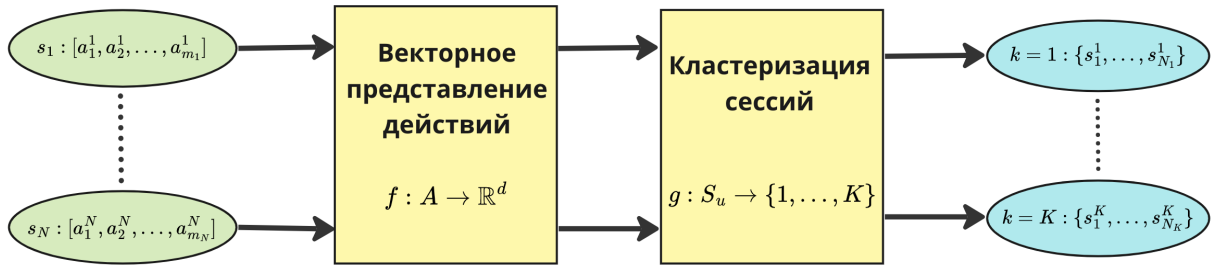 s_1 : [a_1^1, a_2^1, . . . , a_{m_1}^1]
s_N : [a_1^N, a_2^N, . . . , a_{m_N}^N]
Векторное
представление
действий
f : A → ℝ^d
Кластеризация
сессий
g : S_u → {1, . . . , K}
k = 1 : {s_1^1, . . . , s_{N_1}^1}
k = K : {s_1^K, . . . , s_{N_K}^K}